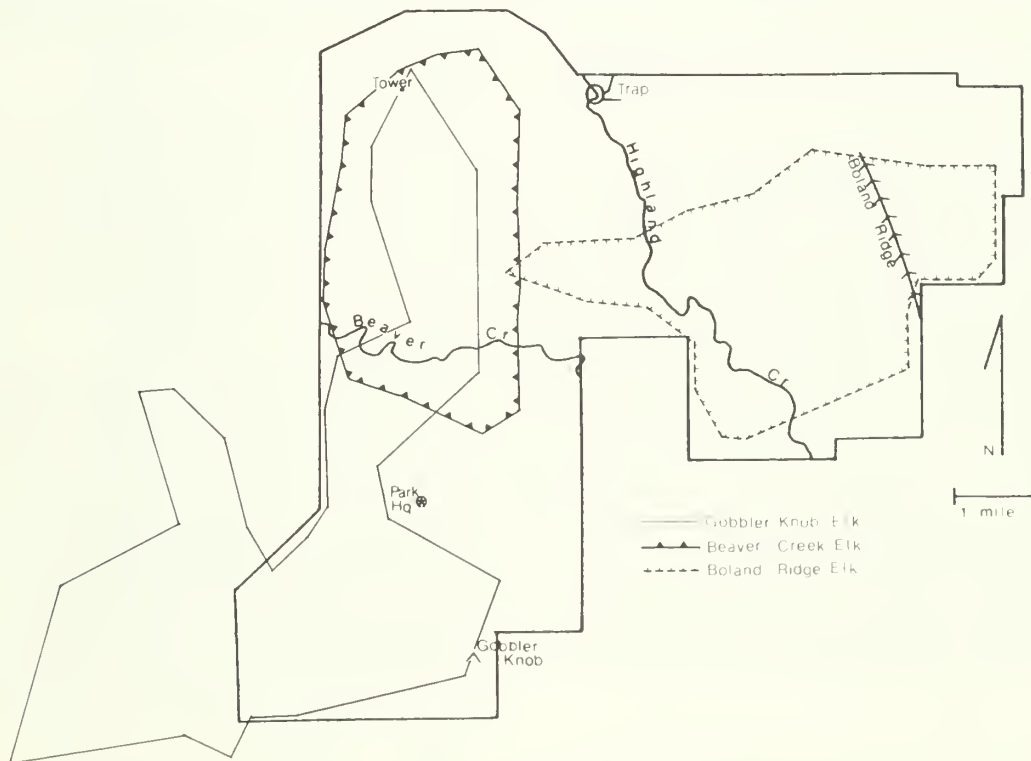 Tower
Trap
Highland
Boland Ridge
Beaver Cr
Cr
N
1 mile
Park
Hq
Gobbler Knob Elk
Beaver Creek Elk
Boland Ridge Elk
Gobbler
Knob